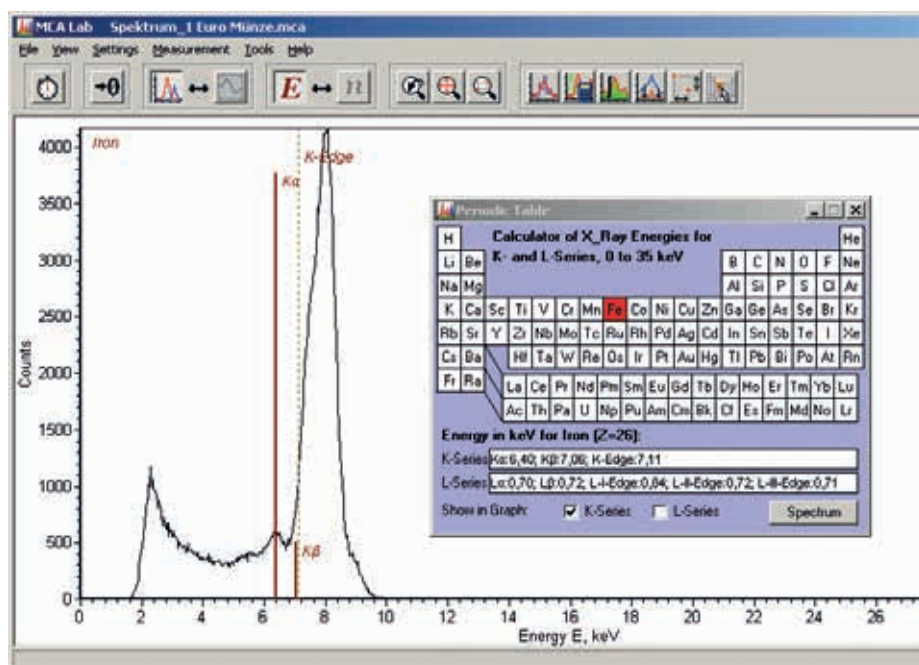 MCA Lab Spektrum_1 Euro Münze.mca
File View Settings Measurement Tools Help
→0 E n
Iron
K-Edge
Kα
Kβ
Counts
4000
3500
3000
2500
2000
1500
1000
500
0
0 2 4 6 8 10 12 14 16 18 20 22 24 26
Energy E, keV
Periodic Table
Calculator of X_Ray Energies for
K- and L-Series, 0 to 35 keV
H He
Li Be B C N O F Ne
Na Mg Al Si P S Cl Ar
K Ca Sc Ti V Cr Mn Fe Co Ni Cu Zn Ga Ge As Se Br Kr
Rb Sr Y Zr Nb Mo Tc Ru Rh Pd Ag Cd In Sn Sb Te I Xe
Cs Ba Hf Ta W Re Os Ir Pt Au Hg Tl Pb Bi Po At Rn
Fr Ra La Ce Pr Nd Pm Sm Eu Gd Tb Dy Ho Er Tm Yb Lu
Ac Th Pa U Np Pu Am Cm Bk Cf Es Fm Md No Lr
Energy in keV for Iron (Z=26):
K-Series Kα:6,40; Kβ:7,06; K-Edge:7,11
L-Series Lα:0,70; Lβ:0,72; L-I-Edge:0,84; L-II-Edge:0,72; L-III-Edge:0,71
Show in Graph: K-Series L-Series Spectrum